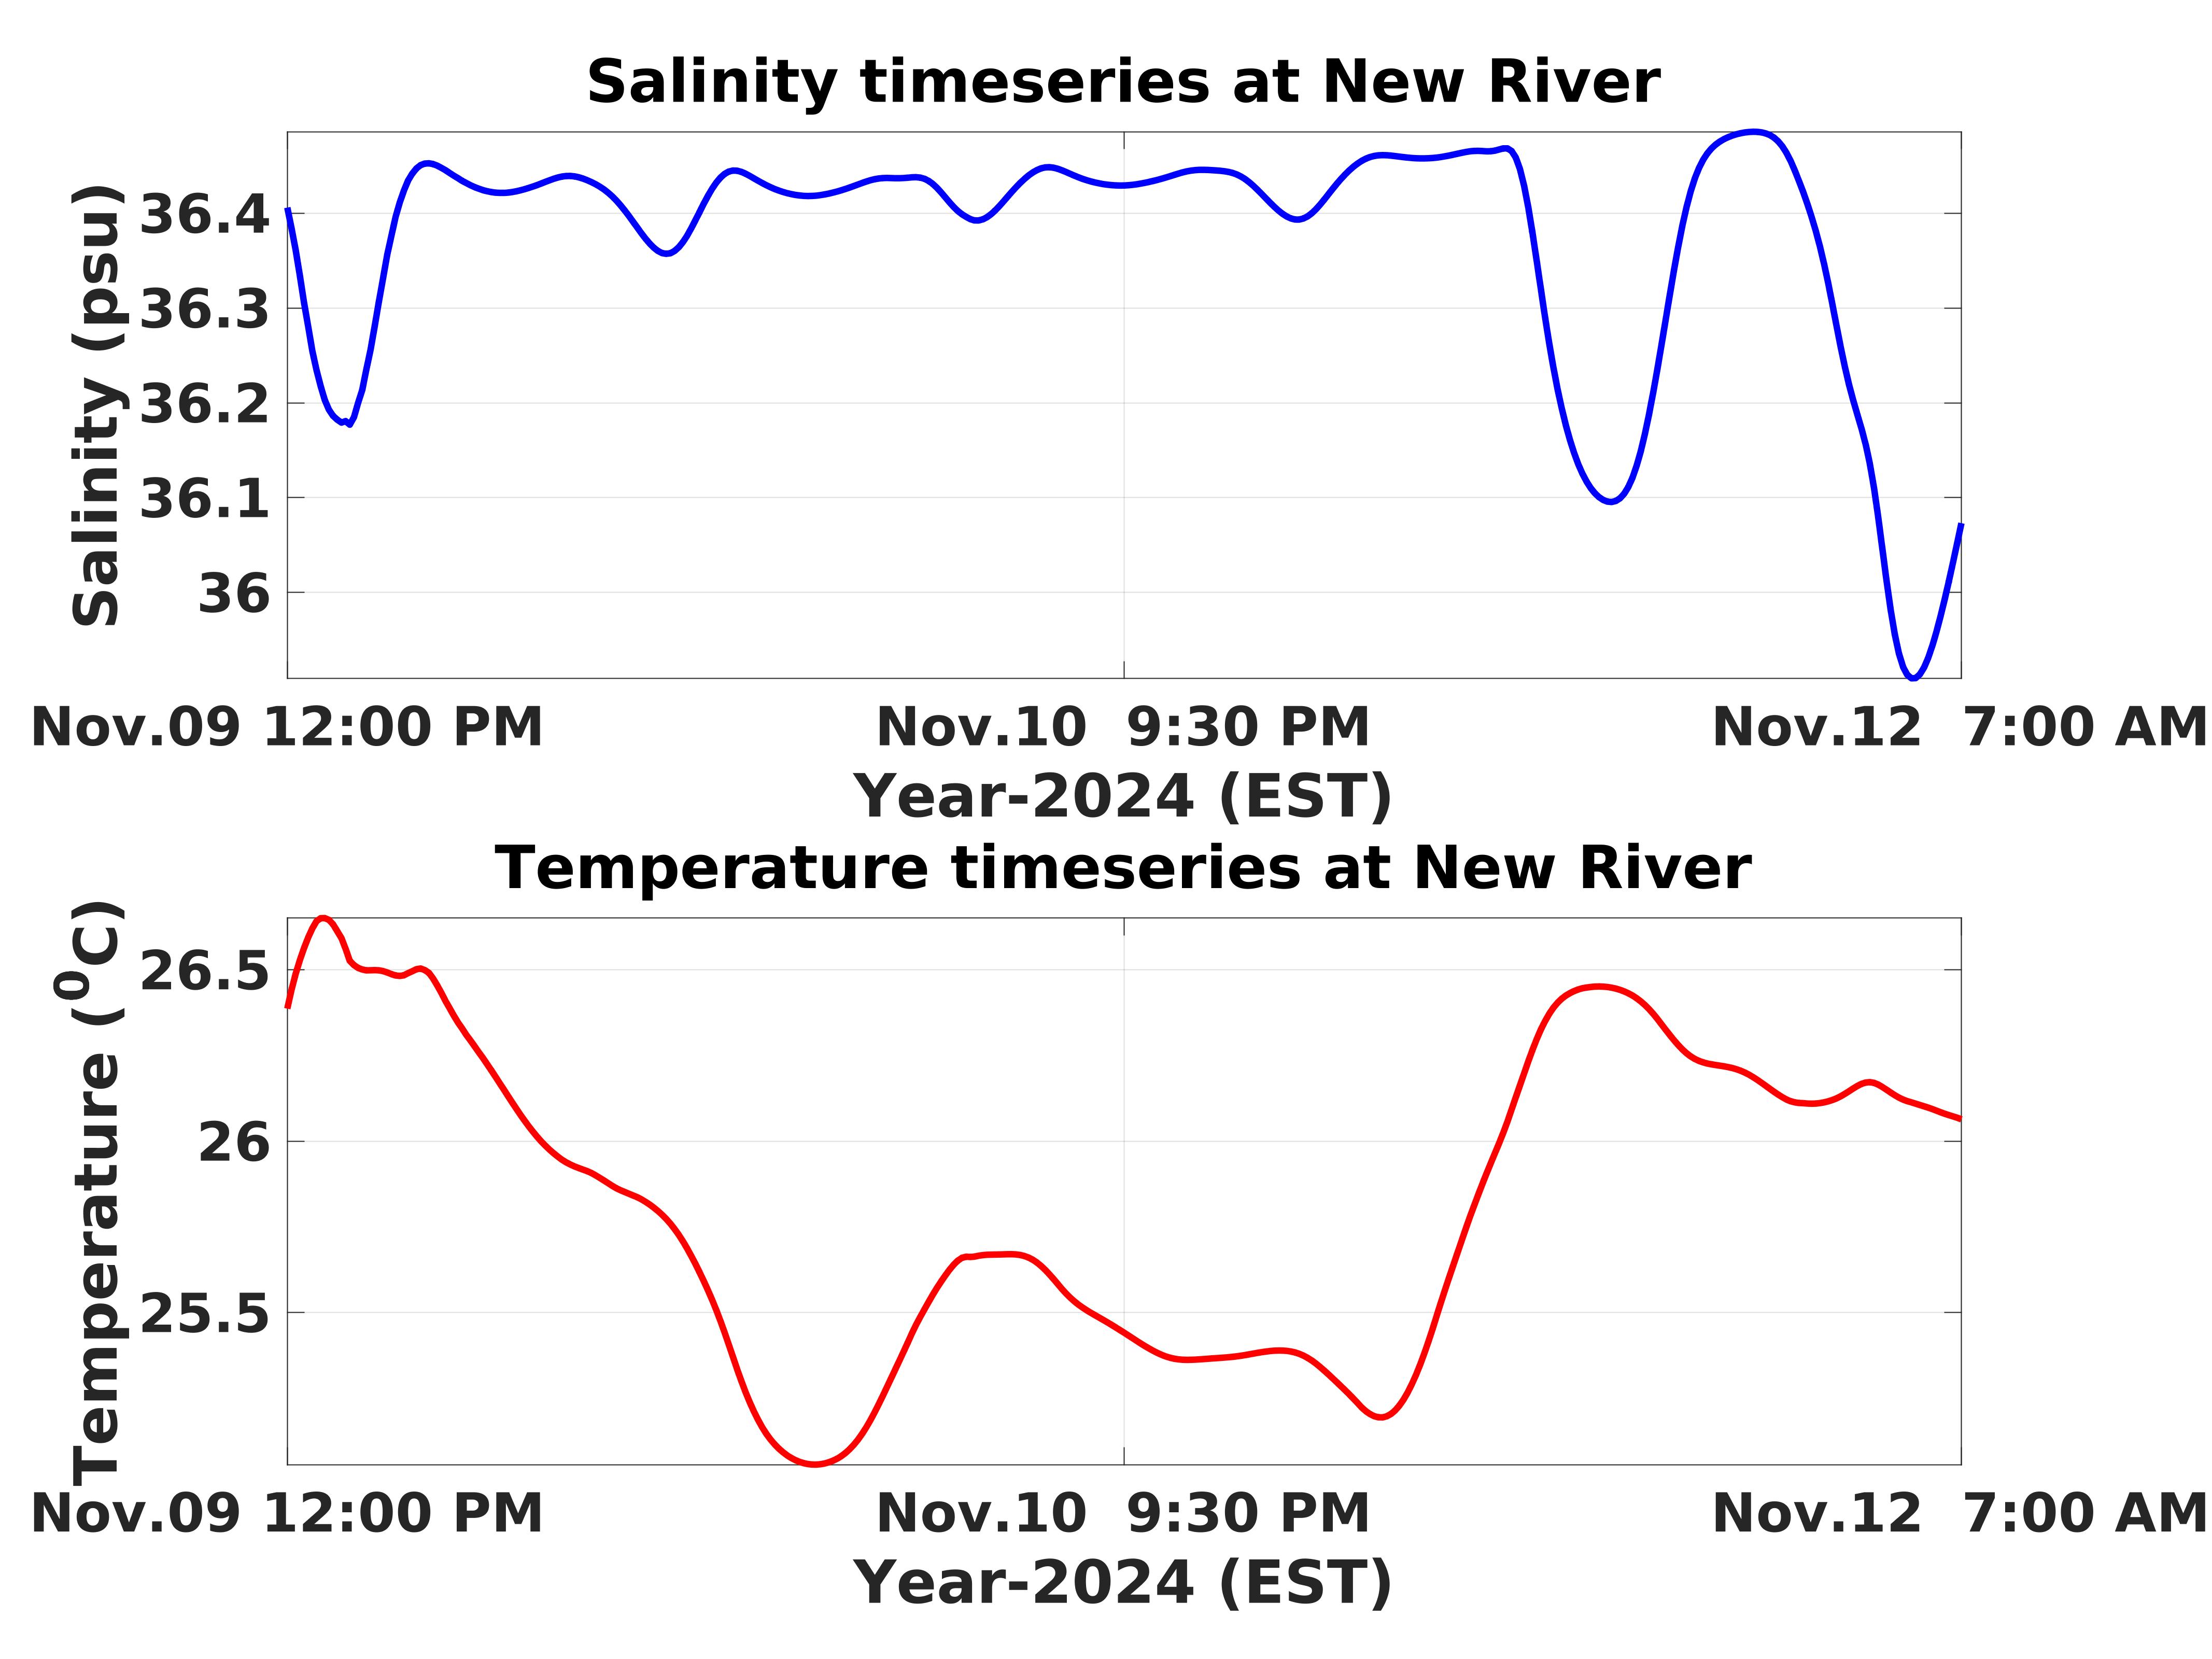 Salinity timeseries at New River
Salinity (psu)
36.4
36.3
36.2
36.1
36
Nov.09 12:00 PM Nov.10 9:30 PM Nov.12 7:00 AM
Year-2024 (EST)
Temperature timeseries at New River
Temperature (⁰C)
26.5
26
25.5
Nov.09 12:00 PM Nov.10 9:30 PM Nov.12 7:00 AM
Year-2024 (EST)